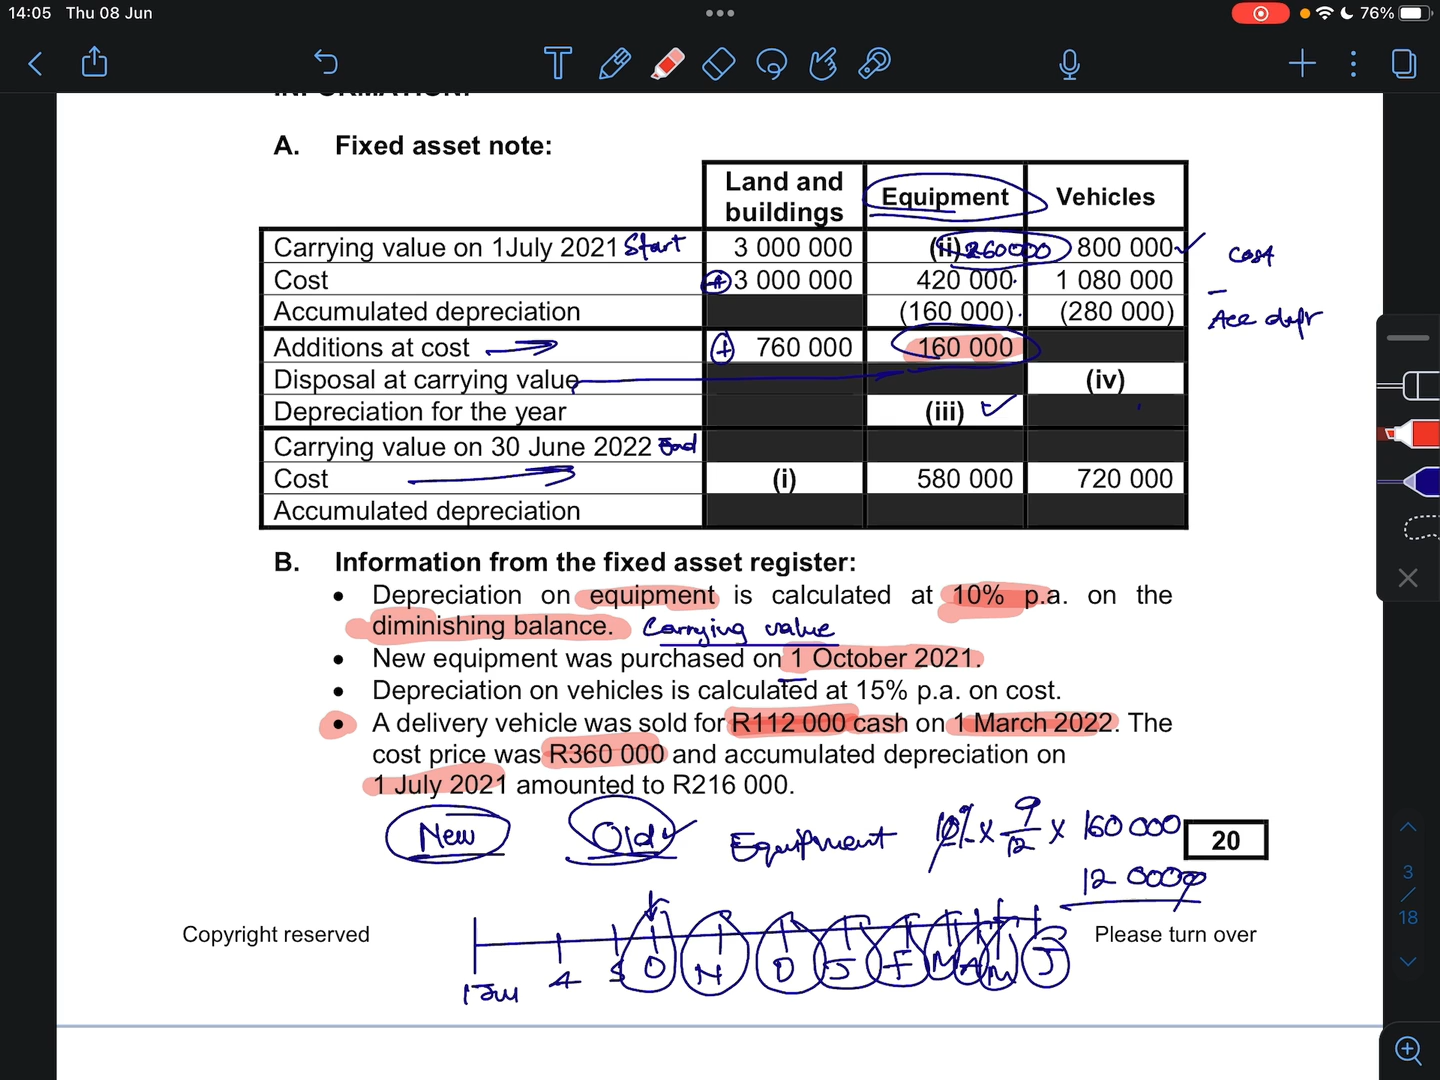 14:05 Thu 08 Jun
76%
A. Fixed asset note:
Land and buildings Equipment Vehicles
Carrying value on 1July 2021 Start 3 000 000 (ii) 260000 800 000
Cost 3 000 000 420 000 1 080 000
Accumulated depreciation (160 000) (280 000)
Additions at cost + 760 000 160 000
Disposal at carrying value (iv)
Depreciation for the year (iii)
Carrying value on 30 June 2022 End
Cost (i) 580 000 720 000
Accumulated depreciation
Cost
-
Acc depr
B. Information from the fixed asset register:
• Depreciation on equipment is calculated at 10% p.a. on the
diminishing balance. Carrying value
• New equipment was purchased on 1 October 2021.
• Depreciation on vehicles is calculated at 15% p.a. on cost.
• A delivery vehicle was sold for R112 000 cash on 1 March 2022. The
cost price was R360 000 and accumulated depreciation on
1 July 2021 amounted to R216 000.
New Old Equipment 10% x 9/12 x 160 000
20
12 000
Copyright reserved
Please turn over
1 Jul A S O N D J F M A M J
3 / 18